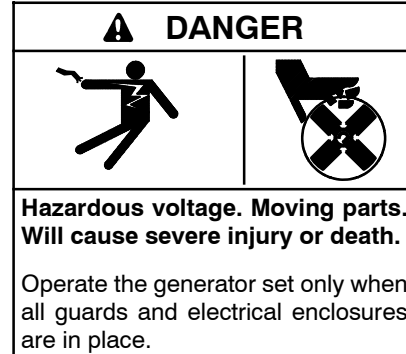 DANGER
Hazardous voltage. Moving parts.
Will cause severe injury or death.
Operate the generator set only when
all guards and electrical enclosures
are in place.